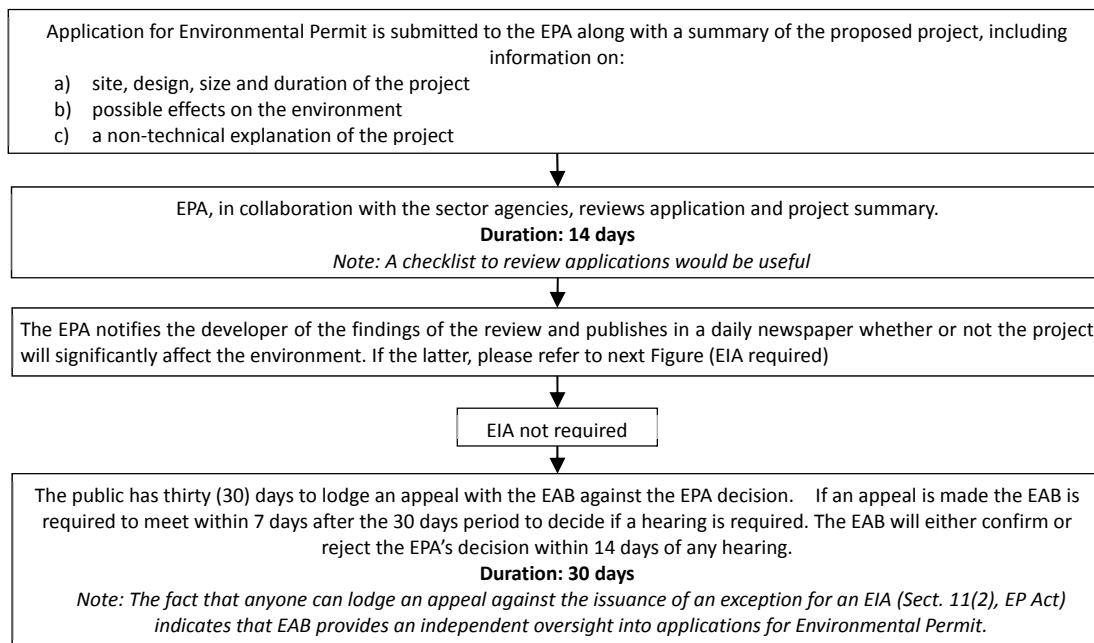 Application for Environmental Permit is submitted to the EPA along with a summary of the proposed project, including
information on:
a) site, design, size and duration of the project
b) possible effects on the environment
c) a non-technical explanation of the project
EPA, in collaboration with the sector agencies, reviews application and project summary.
Duration: 14 days
Note: A checklist to review applications would be useful
The EPA notifies the developer of the findings of the review and publishes in a daily newspaper whether or not the project
will significantly affect the environment. If the latter, please refer to next Figure (EIA required)
EIA not required
The public has thirty (30) days to lodge an appeal with the EAB against the EPA decision. If an appeal is made the EAB is
required to meet within 7 days after the 30 days period to decide if a hearing is required. The EAB will either confirm or
reject the EPA's decision within 14 days of any hearing.
Duration: 30 days
Note: The fact that anyone can lodge an appeal against the issuance of an exception for an EIA (Sect. 11(2), EP Act)
indicates that EAB provides an independent oversight into applications for Environmental Permit.